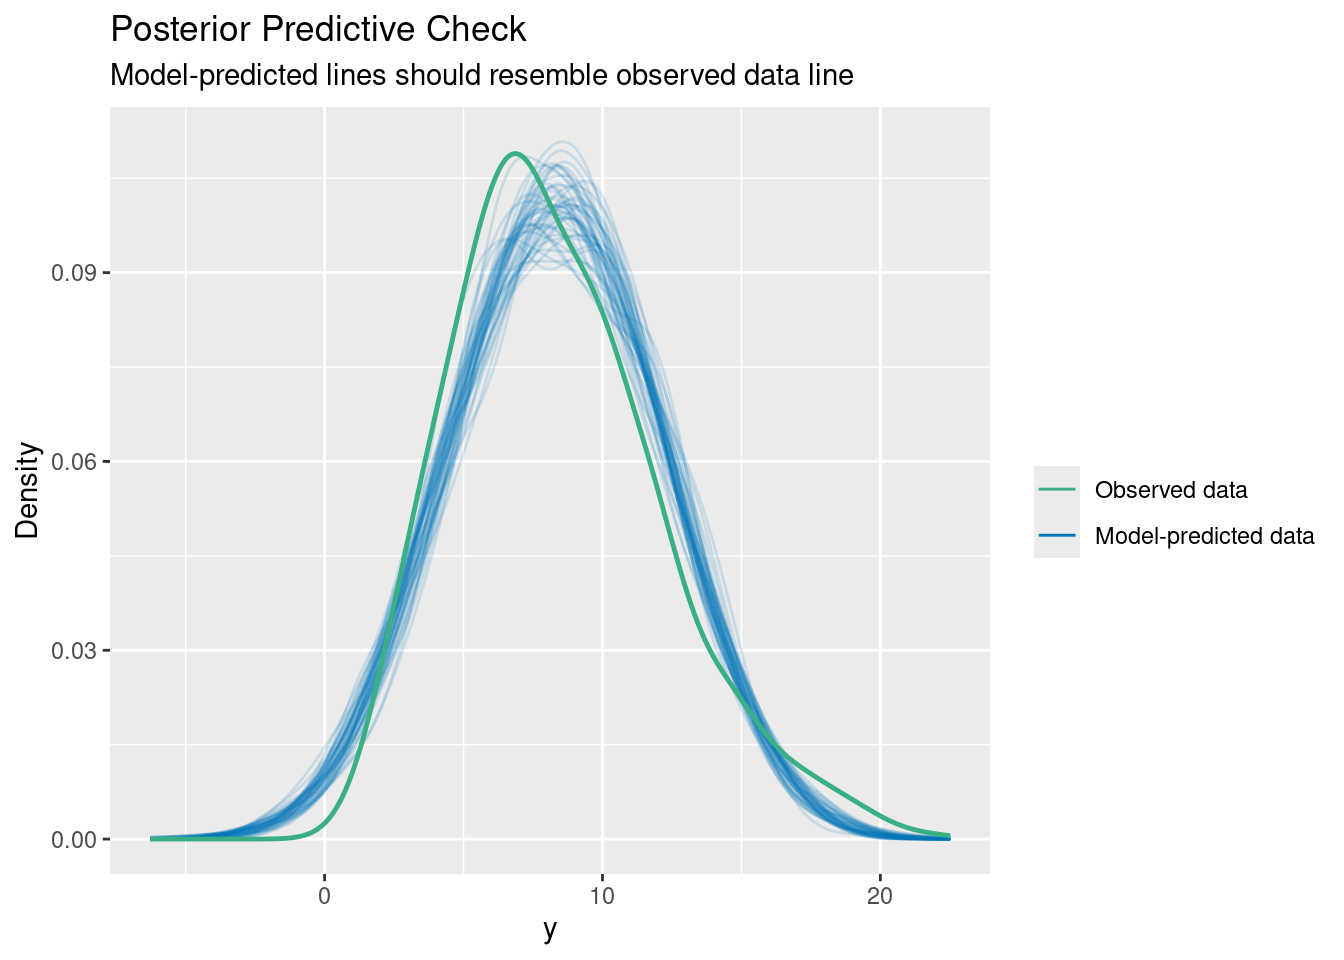 Posterior Predictive Check
Model-predicted lines should resemble observed data line
Density
0.09
0.06
0.03
0.00
0 10 20
y
Observed data
Model-predicted data